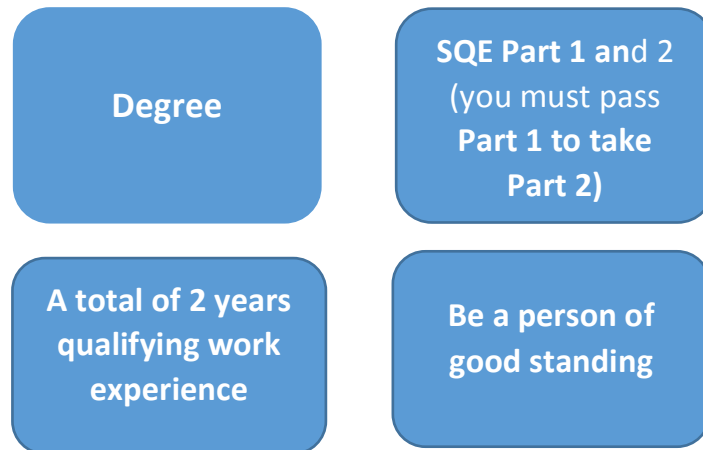 Degree
SQE Part 1 and 2
(you must pass
Part 1 to take
Part 2)
A total of 2 years
qualifying work
experience
Be a person of
good standing